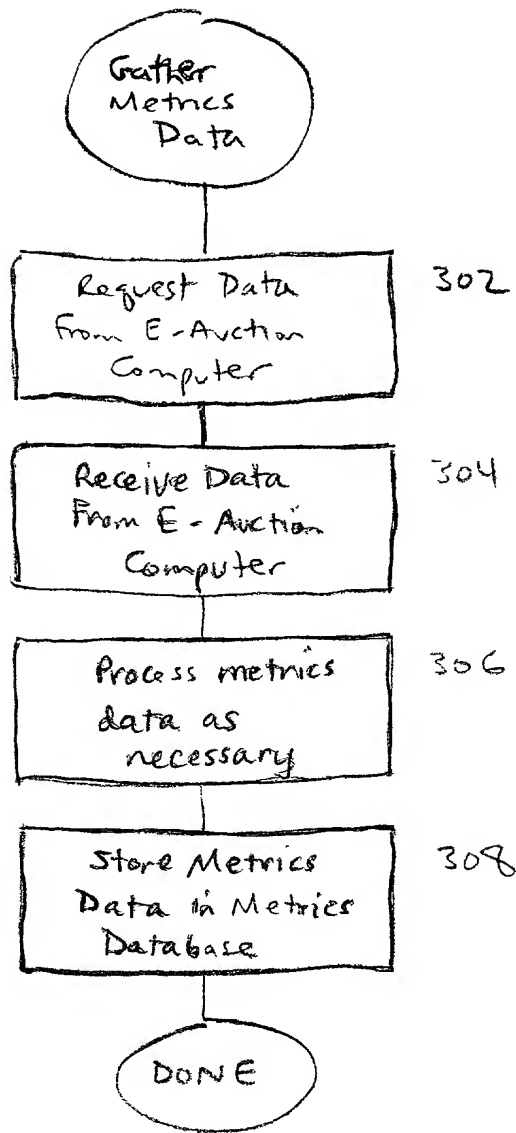 Gather
Metrics
Data
Request Data
From E-Auction
Computer
302
Receive Data
From E-Auction
Computer
304
Process metrics
data as
necessary
306
Store Metrics
Data in Metrics
Database
308
DONE